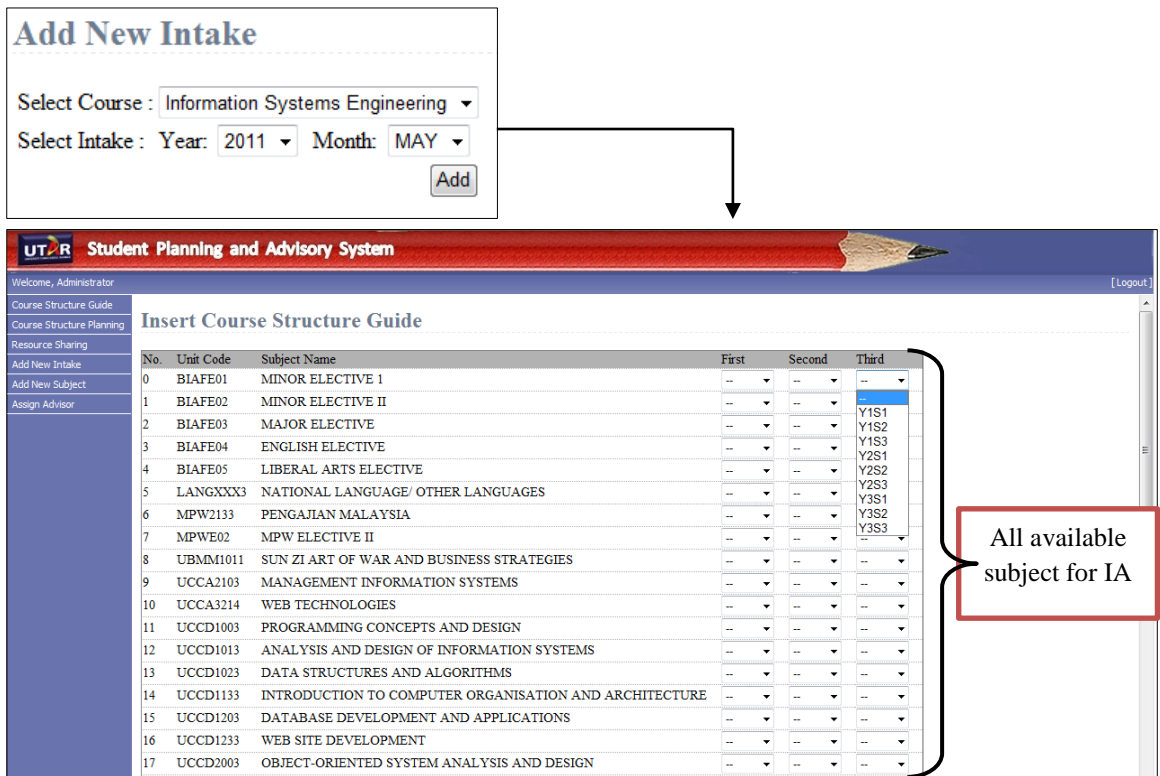 Add New Intake
Select Course : Information Systems Engineering
Select Intake : Year: 2011 Month: MAY
Add
UTAR Student Planning and Advisory System
Welcome, Administrator [ Logout ]
Course Structure Guide
Course Structure Planning
Resource Sharing
Add New Intake
Add New Subject
Assign Advisor
Insert Course Structure Guide
No. Unit Code Subject Name First Second Third
0 BIAFE01 MINOR ELECTIVE 1 -- -- --
1 BIAFE02 MINOR ELECTIVE II -- --
2 BIAFE03 MAJOR ELECTIVE -- --
3 BIAFE04 ENGLISH ELECTIVE -- --
4 BIAFE05 LIBERAL ARTS ELECTIVE -- --
5 LANGXXX3 NATIONAL LANGUAGE/ OTHER LANGUAGES -- --
6 MPW2133 PENGAJIAN MALAYSIA -- --
7 MPWE02 MPW ELECTIVE II -- -- --
8 UBMM1011 SUN ZI ART OF WAR AND BUSINESS STRATEGIES -- -- --
9 UCCA2103 MANAGEMENT INFORMATION SYSTEMS -- -- --
10 UCCA3214 WEB TECHNOLOGIES -- -- --
11 UCCD1003 PROGRAMMING CONCEPTS AND DESIGN -- -- --
12 UCCD1013 ANALYSIS AND DESIGN OF INFORMATION SYSTEMS -- -- --
13 UCCD1023 DATA STRUCTURES AND ALGORITHMS -- -- --
14 UCCD1133 INTRODUCTION TO COMPUTER ORGANISATION AND ARCHITECTURE -- -- --
15 UCCD1203 DATABASE DEVELOPMENT AND APPLICATIONS -- -- --
16 UCCD1233 WEB SITE DEVELOPMENT -- -- --
17 UCCD2003 OBJECT-ORIENTED SYSTEM ANALYSIS AND DESIGN -- -- --
--
Y1S1
Y1S2
Y1S3
Y2S1
Y2S2
Y2S3
Y3S1
Y3S2
Y3S3
All available
subject for IA